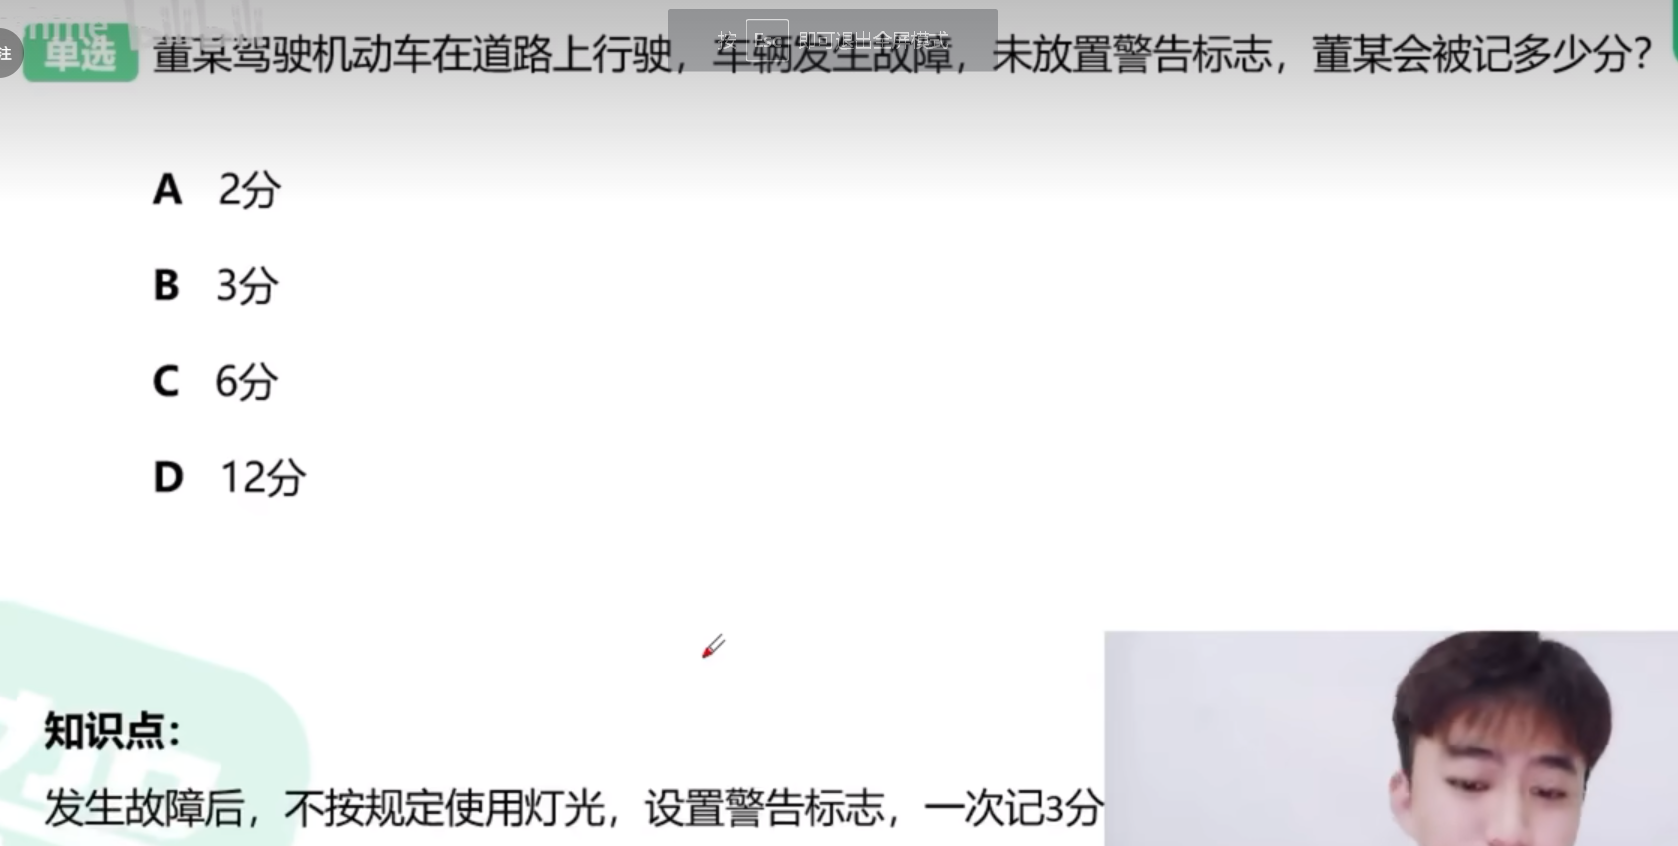 注
单选 董某驾驶机动车在道路上行驶，车辆发生故障，未放置警告标志，董某会被记多少分？
按 Esc 即可退出全屏模式
A 2分
B 3分
C 6分
D 12分
知识点：
发生故障后，不按规定使用灯光，设置警告标志，一次记3分